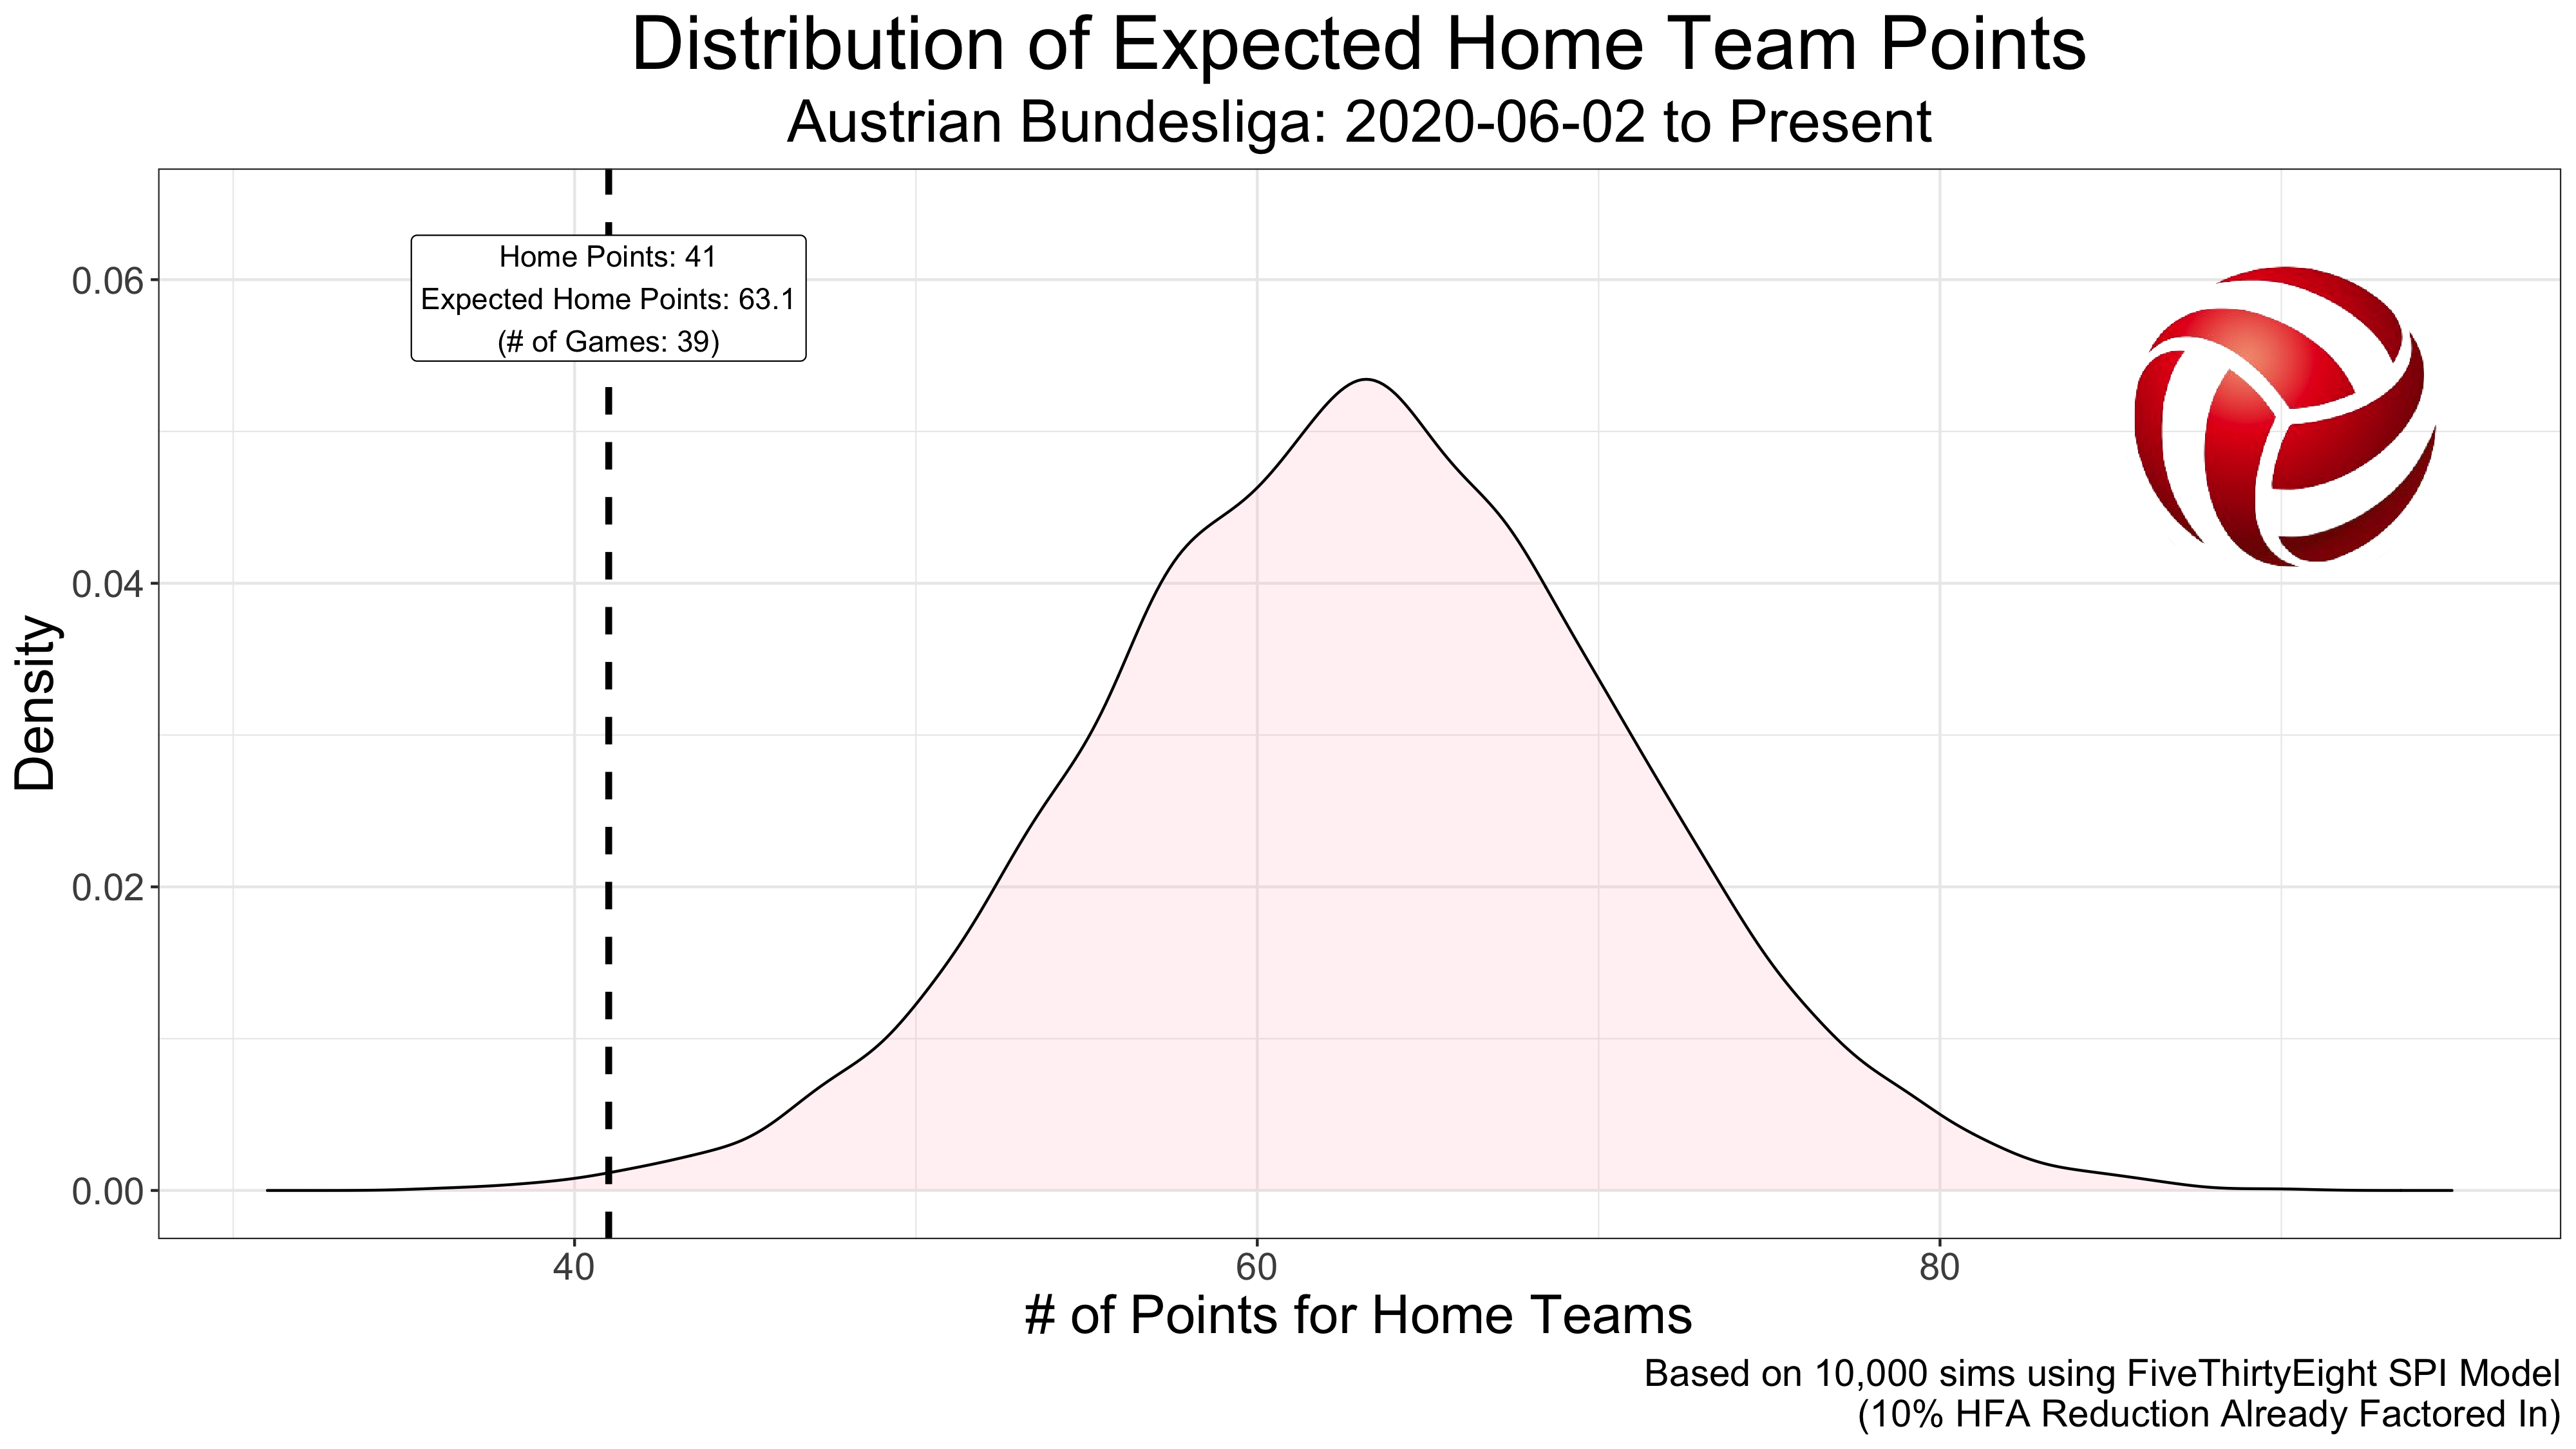 Distribution of Expected Home Team Points
Austrian Bundesliga: 2020-06-02 to Present
Home Points: 41
Expected Home Points: 63.1
(# of Games: 39)
0.06
0.04
0.02
0.00
Density
40
60
80
# of Points for Home Teams
Based on 10,000 sims using FiveThirtyEight SPI Model
(10% HFA Reduction Already Factored In)